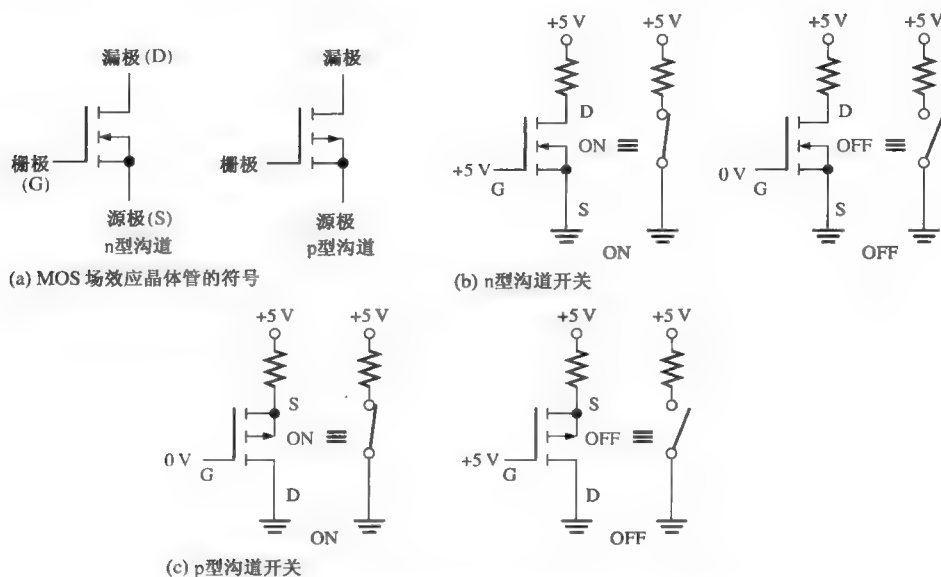 漏极 (D)
漏极
栅极
(G)
栅极
源极 (S)
源极
n型沟道
p型沟道
(a) MOS 场效应晶体管的符号
+5 V
+5 V
D
ON
≡
+5 V
G
S
ON
+5 V
+5 V
D
OFF
≡
0 V
G
S
OFF
(b) n型沟道开关
+5 V
+5 V
S
ON
≡
0 V
G
D
ON
+5 V
+5 V
S
OFF
≡
+5 V
G
D
OFF
(c) p型沟道开关